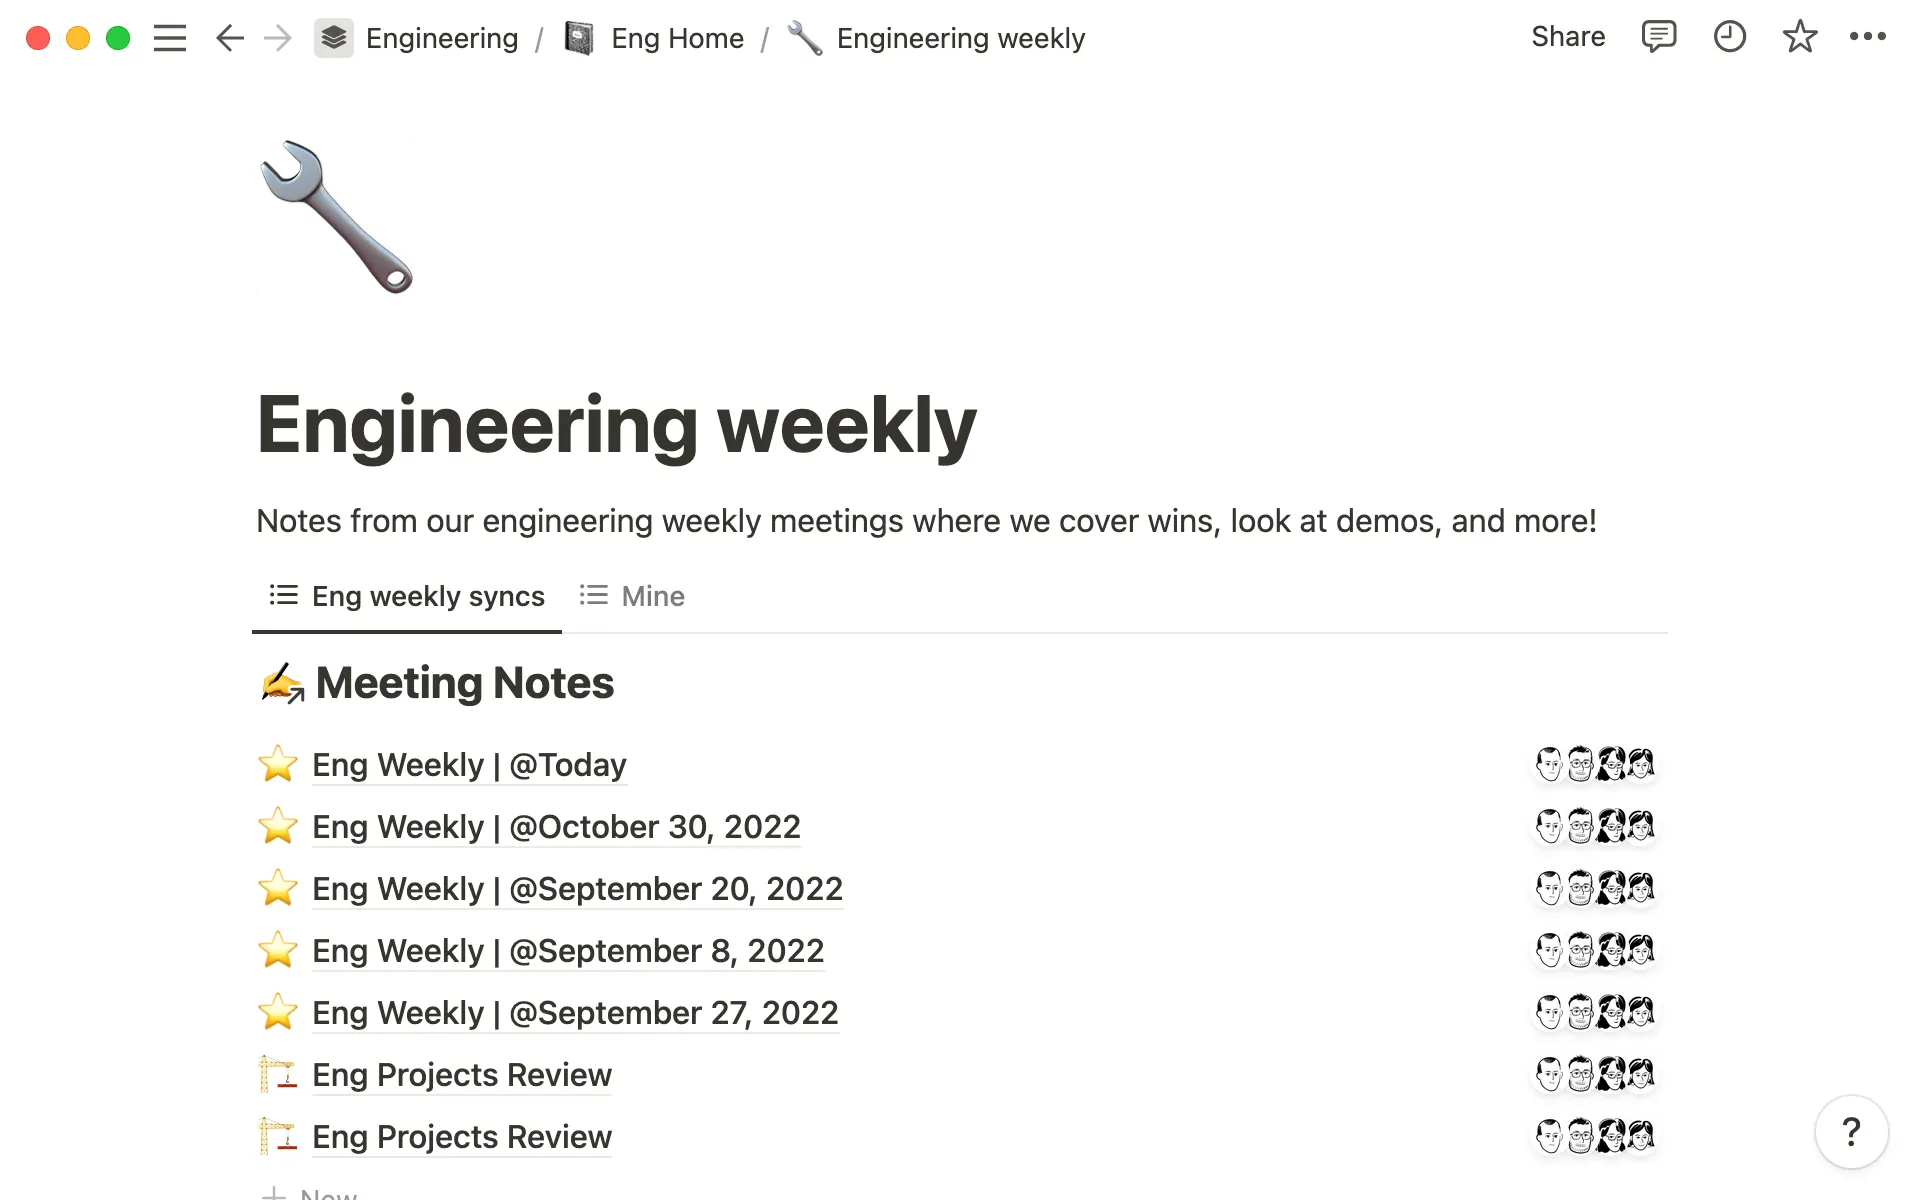 Engineering / Eng Home / Engineering weekly
Share
Engineering weekly
Notes from our engineering weekly meetings where we cover wins, look at demos, and more!
Eng weekly syncs
Mine
Meeting Notes
Eng Weekly | @Today
Eng Weekly | @October 30, 2022
Eng Weekly | @September 20, 2022
Eng Weekly | @September 8, 2022
Eng Weekly | @September 27, 2022
Eng Projects Review
Eng Projects Review
?
+ New